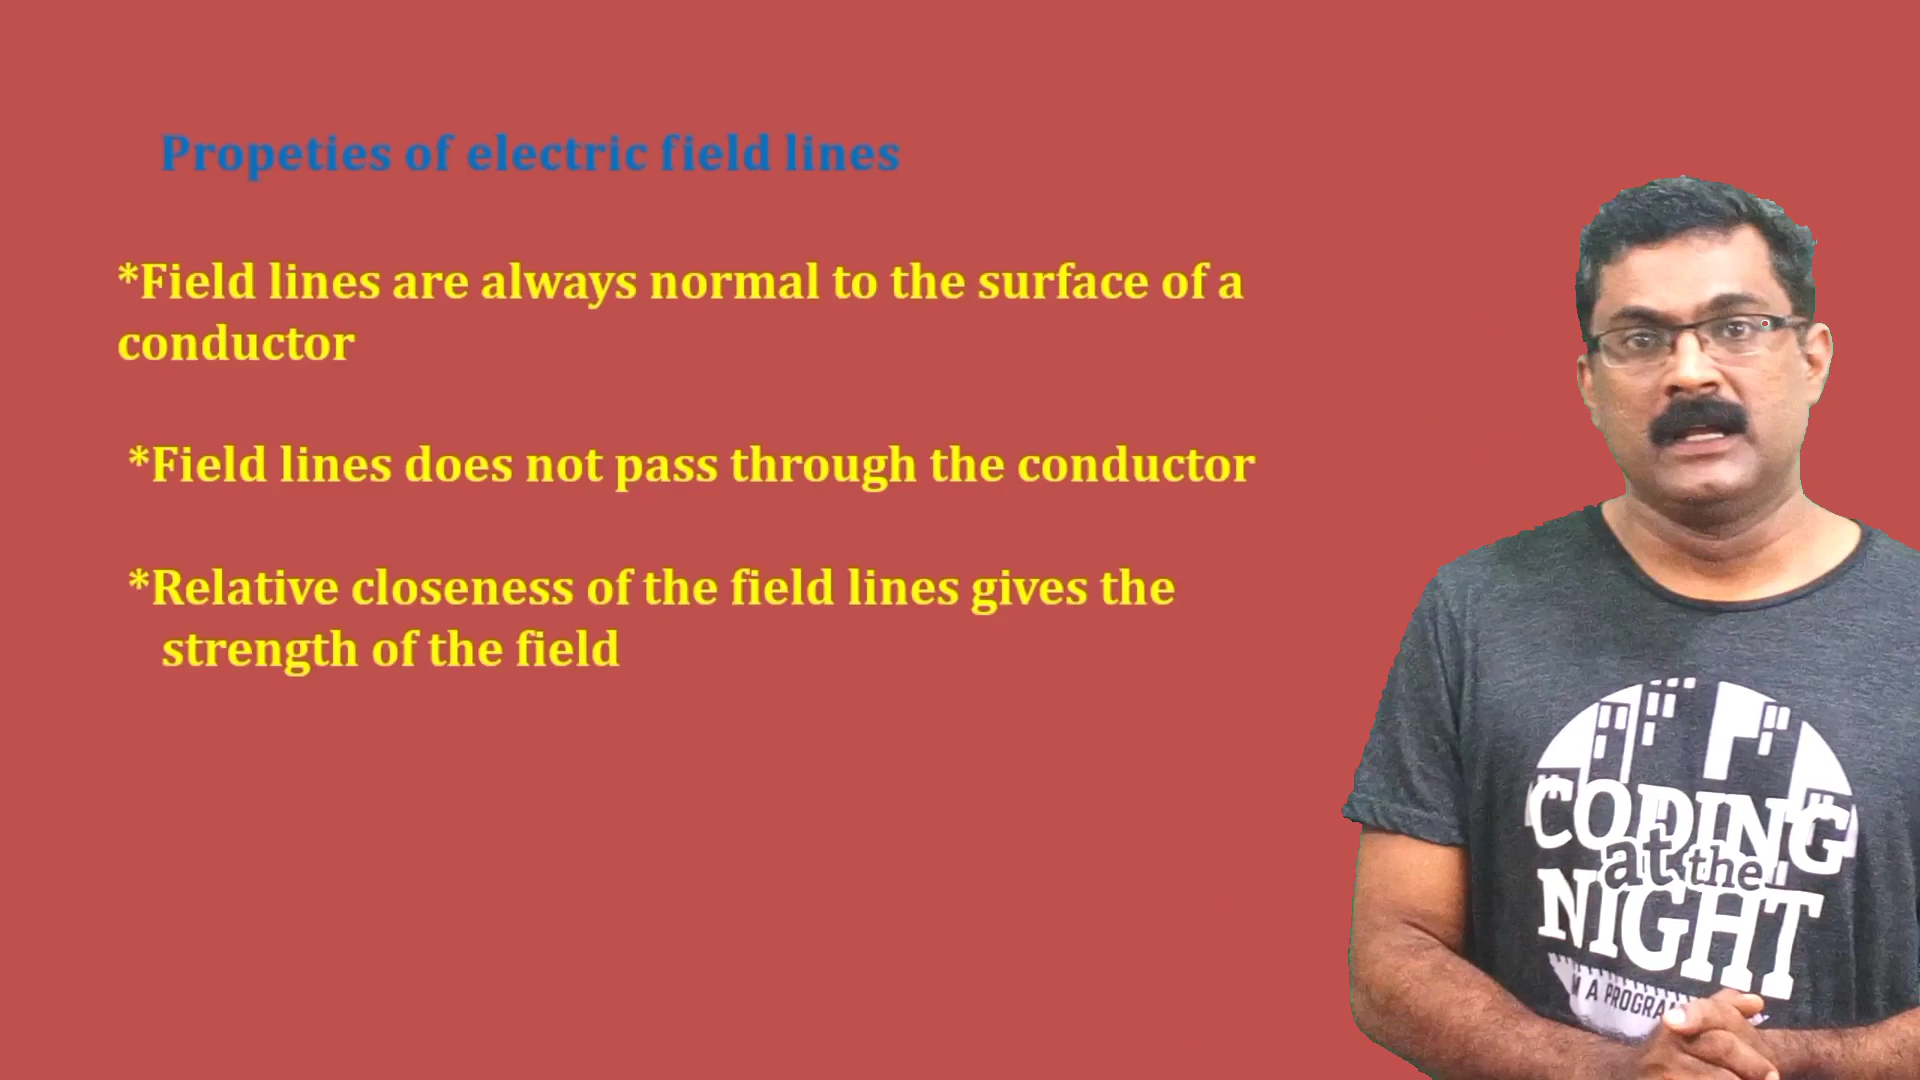 Propeties of electric field lines
*Field lines are always normal to the surface of a
conductor
*Field lines does not pass through the conductor
*Relative closeness of the field lines gives the
strength of the field
CODING
at the
NIGHT
A